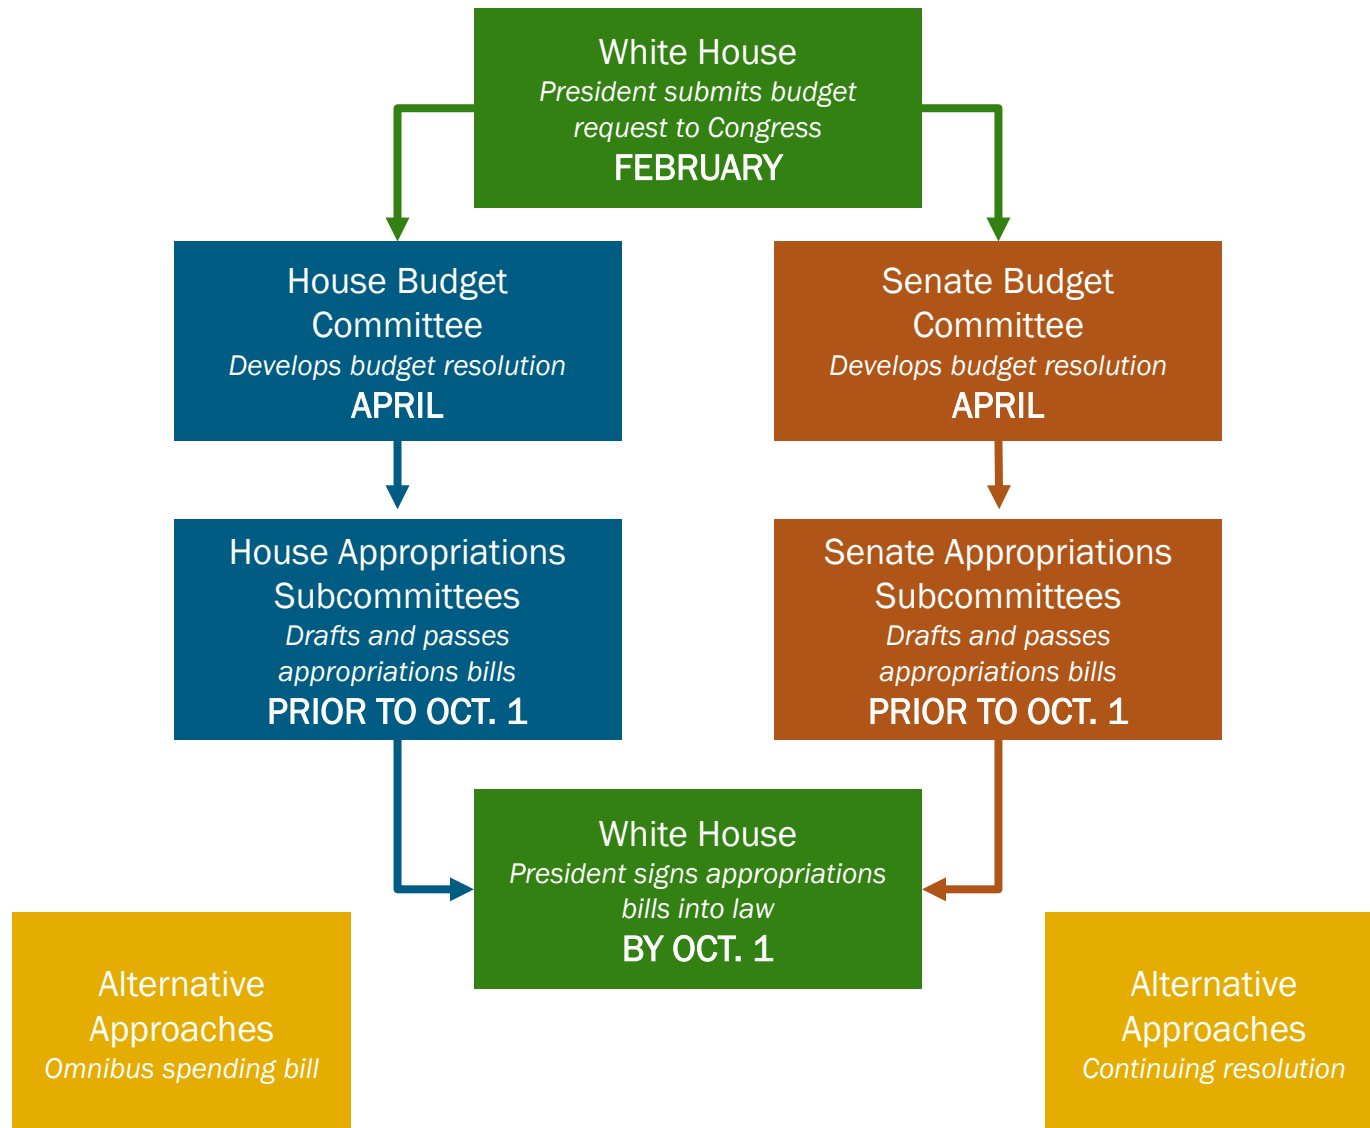 White House
President submits budget
request to Congress
FEBRUARY
House Budget
Committee
Develops budget resolution
APRIL
Senate Budget
Committee
Develops budget resolution
APRIL
House Appropriations
Subcommittees
Drafts and passes
appropriations bills
PRIOR TO OCT. 1
Senate Appropriations
Subcommittees
Drafts and passes
appropriations bills
PRIOR TO OCT. 1
White House
President signs appropriations
bills into law
BY OCT. 1
Alternative
Approaches
Omnibus spending bill
Alternative
Approaches
Continuing resolution